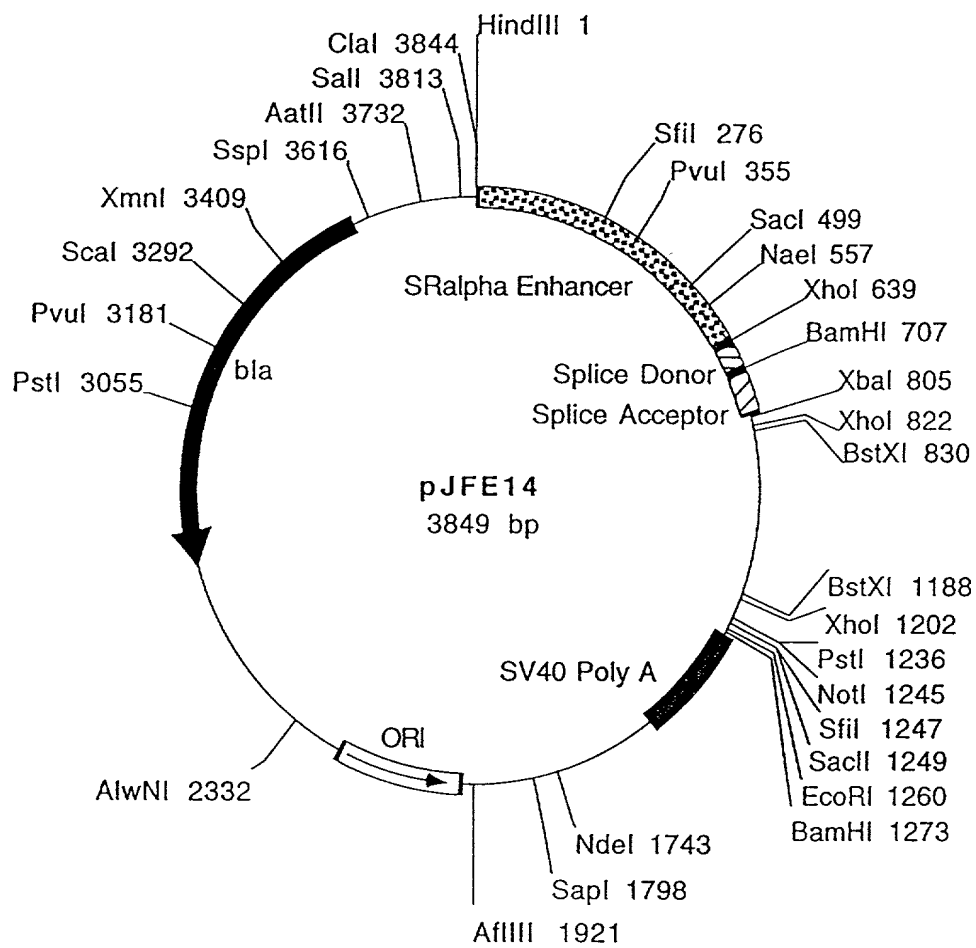 HindIII 1
ClaI 3844
SalI 3813
AatII 3732
SspI 3616
XmnI 3409
ScaI 3292
PvuI 3181
PstI 3055
bla
SfiI 276
PvuI 355
SacI 499
NaeI 557
XhoI 639
BamHI 707
XbaI 805
XhoI 822
BstXI 830
SRalpha Enhancer
Splice Donor
Splice Acceptor
pJFE14
3849 bp
BstXI 1188
XhoI 1202
PstI 1236
NotI 1245
SfiI 1247
SacII 1249
EcoRI 1260
BamHI 1273
SV40 Poly A
ORI
AlwNI 2332
NdeI 1743
SapI 1798
AflIII 1921